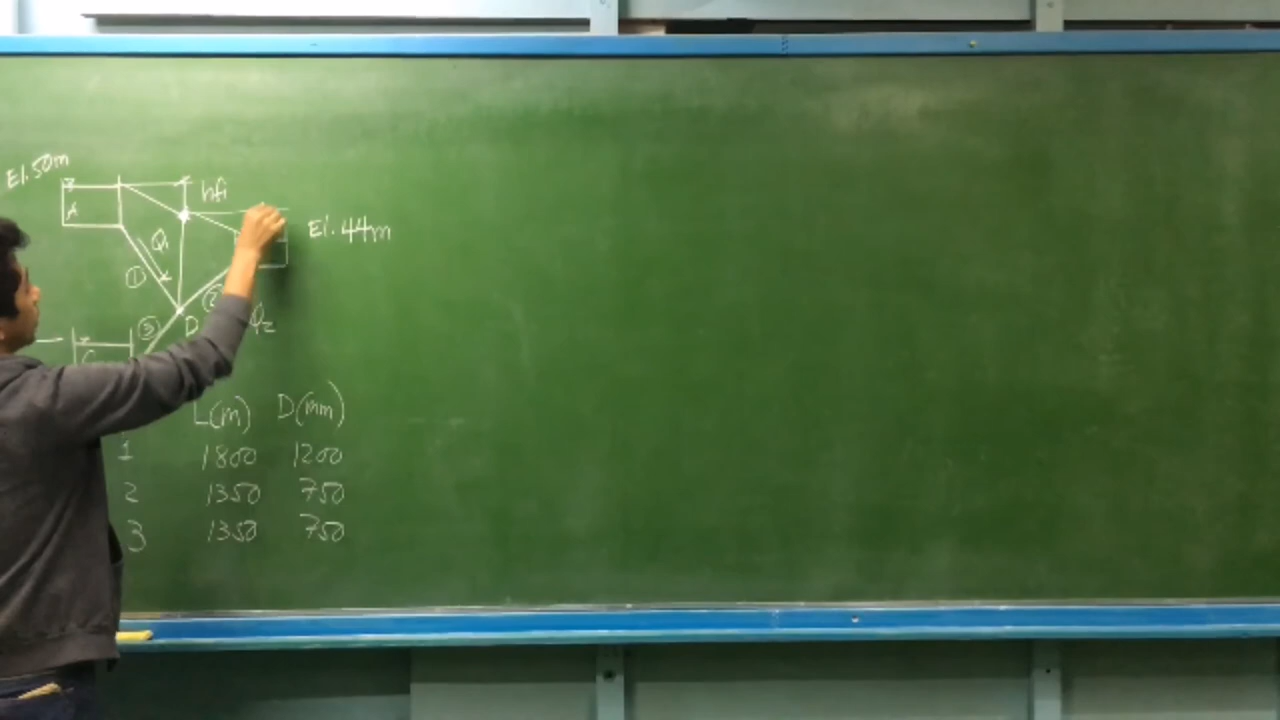 El. 50m
hf1
A
El. 44m
Q1
①
②
D
Q2
③
C
L(m) D(mm)
1 1800 1200
2 1350 750
3 1350 750